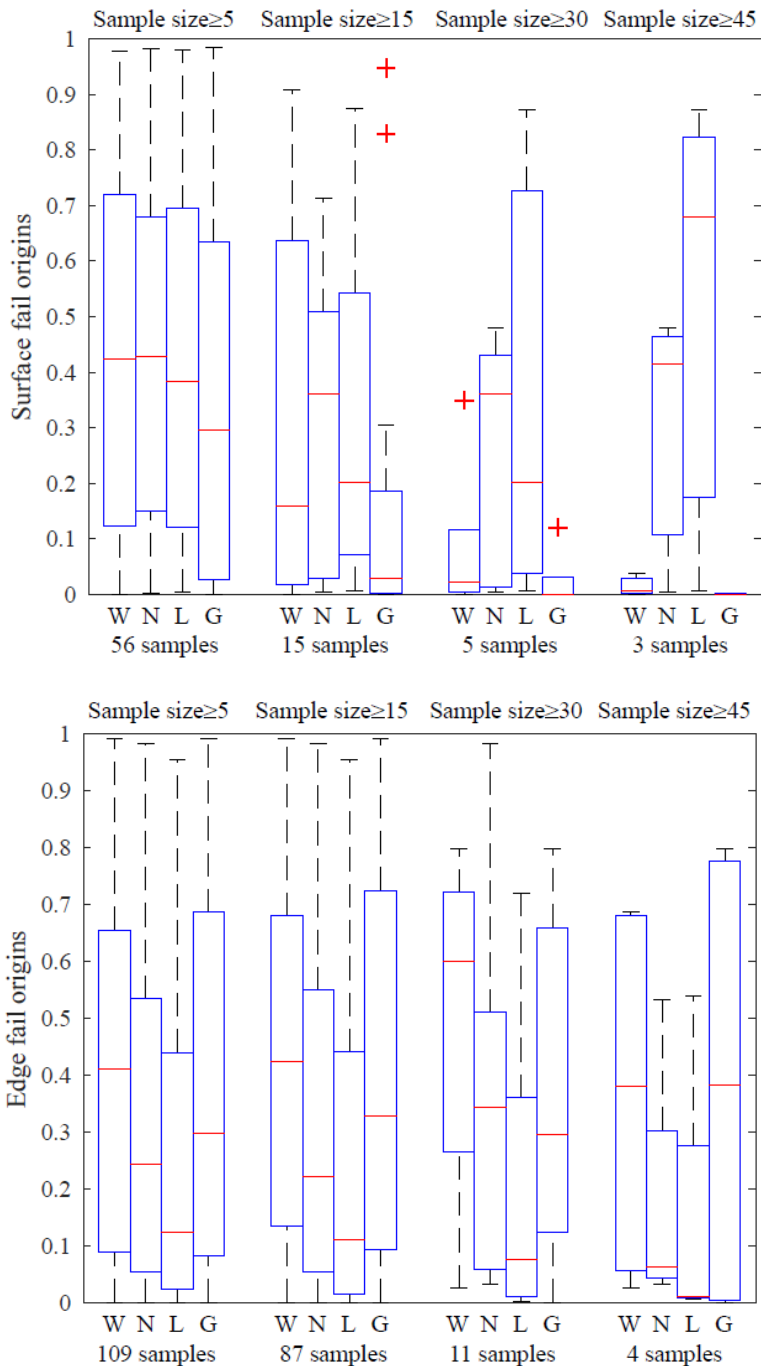 Sample size≥5 Sample size≥15 Sample size≥30 Sample size≥45
1
0.9
0.8
0.7
0.6
0.5
0.4
0.3
0.2
0.1
0
Surface fail origins
W N L G W N L G W N L G W N L G
56 samples 15 samples 5 samples 3 samples
Sample size≥5 Sample size≥15 Sample size≥30 Sample size≥45
1
0.9
0.8
0.7
0.6
0.5
0.4
0.3
0.2
0.1
0
Edge fail origins
W N L G W N L G W N L G W N L G
109 samples 87 samples 11 samples 4 samples